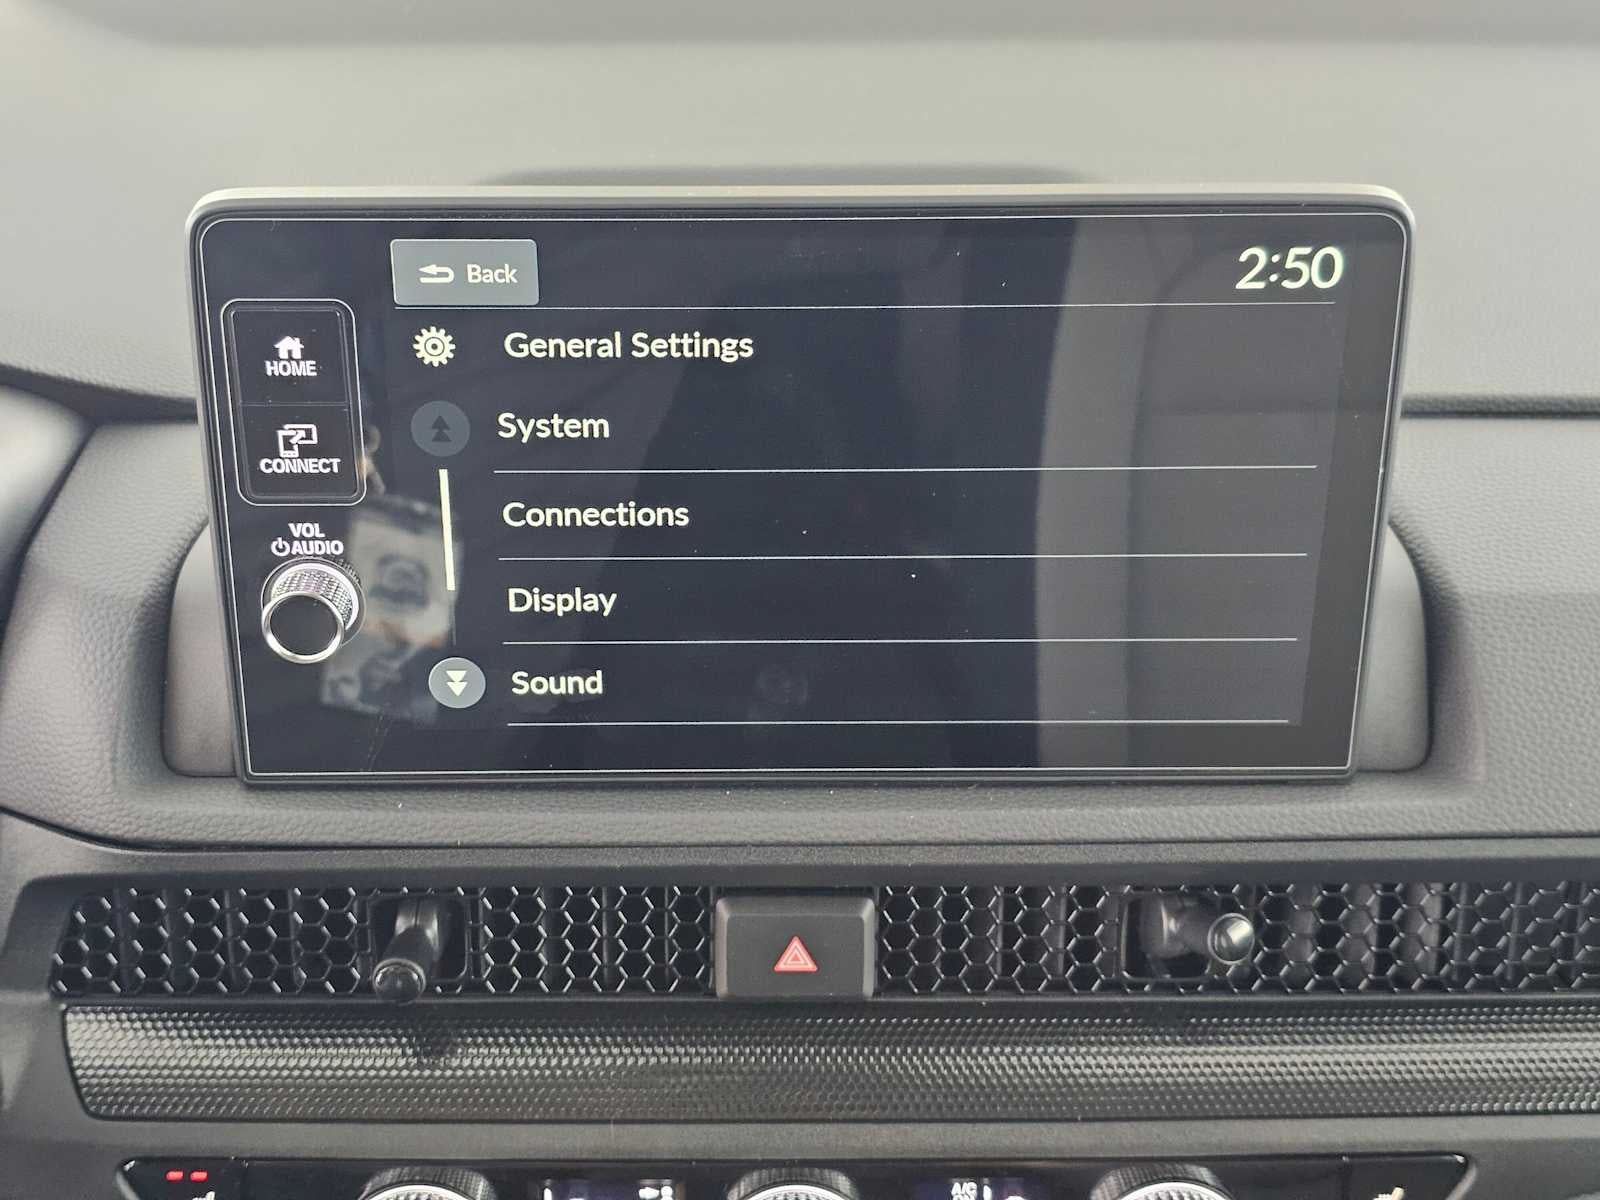 Back
2:50
HOME
General Settings
System
CONNECT
Connections
VOL
AUDIO
Display
Sound
A/C